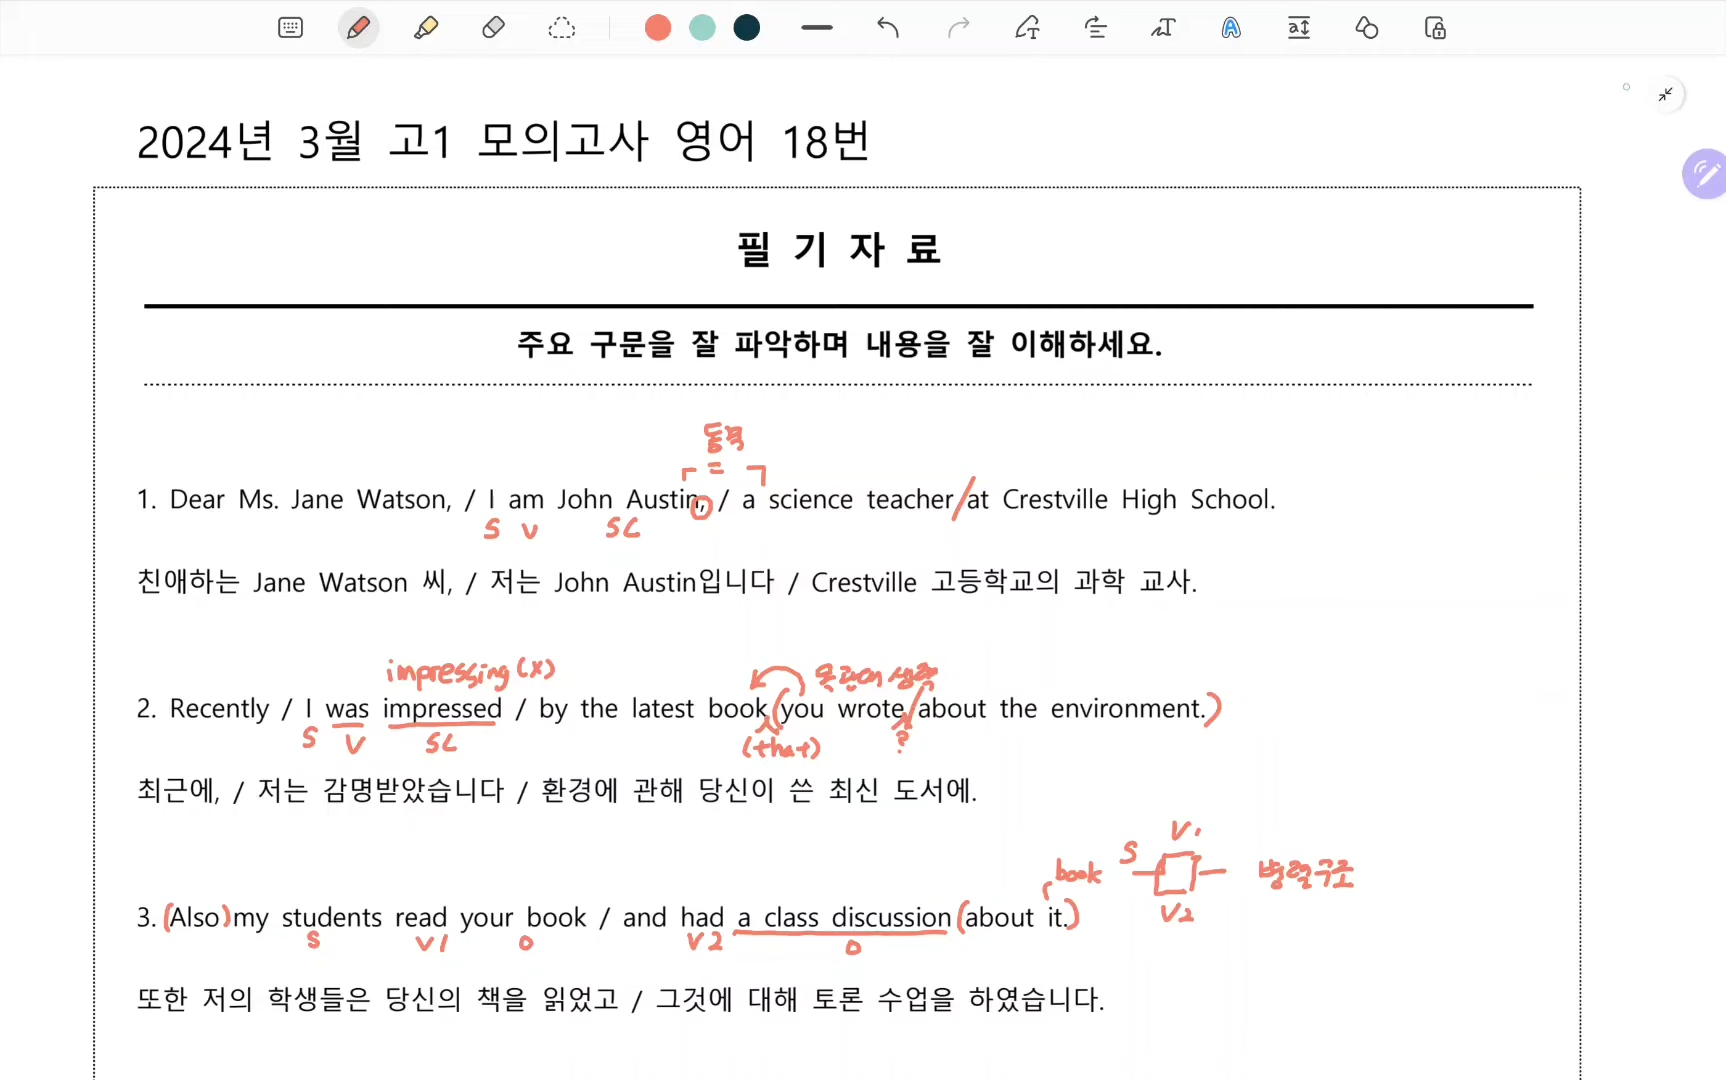 2024년 3월 고1 모의고사 영어 18번
필 기 자 료
주요 구문을 잘 파악하며 내용을 잘 이해하세요.
동격
=
1. Dear Ms. Jane Watson, / I am John Austin, / a science teacher / at Crestville High School.
S V SC
친애하는 Jane Watson 씨, / 저는 John Austin입니다 / Crestville 고등학교의 과학 교사.
impressing (X) 목관대 생략
2. Recently / I was impressed / by the latest book (you wrote / about the environment.)
S V SC (that) ?
최근에, / 저는 감명받았습니다 / 환경에 관해 당신이 쓴 최신 도서에.
V1
book S 병렬구조
V2
3. (Also) my students read your book / and had a class discussion (about it.)
S V1 O V2 O
또한 저의 학생들은 당신의 책을 읽었고 / 그것에 대해 토론 수업을 하였습니다.